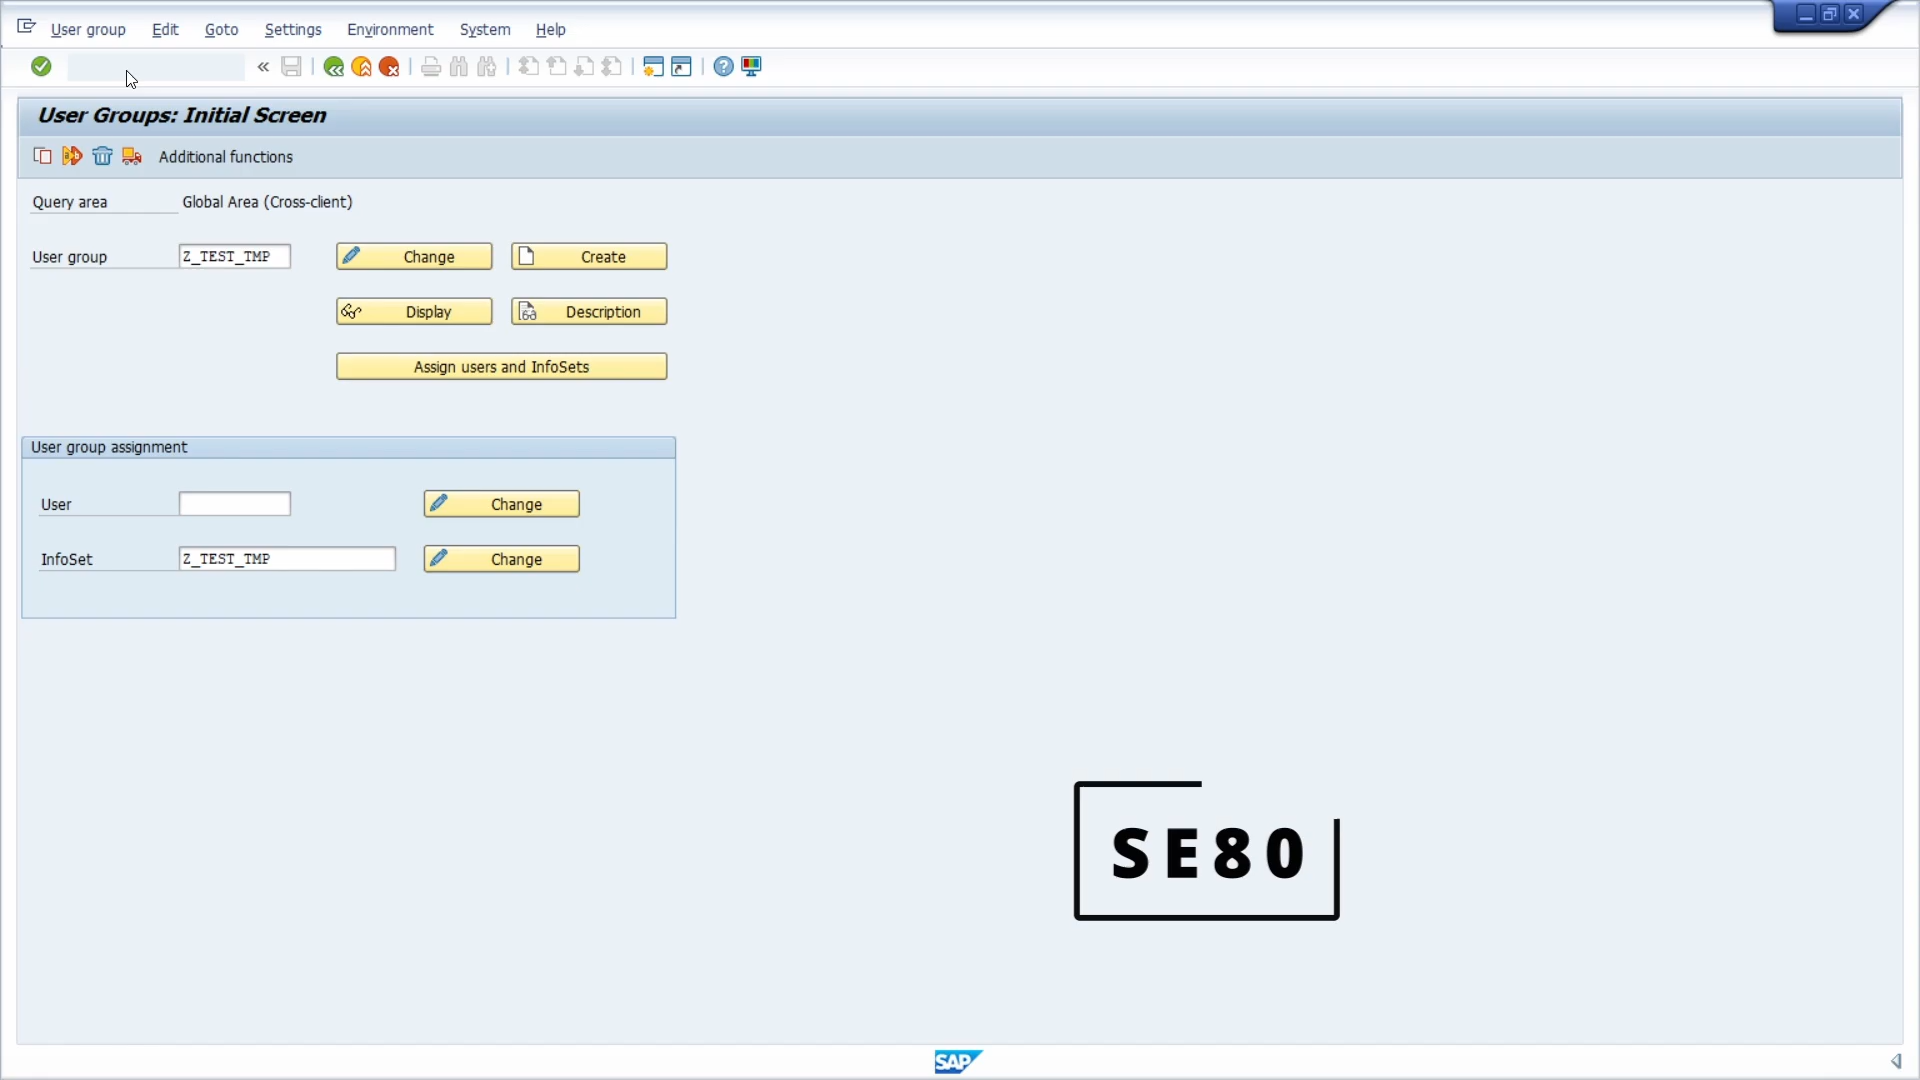 User group Edit Goto Settings Environment System Help
User Groups: Initial Screen
Additional functions
Query area Global Area (Cross-client)
User group Z_TEST_TMP Change Create
Display Description
Assign users and InfoSets
User group assignment
User Change
InfoSet Z_TEST_TMP Change
SE80
SAP